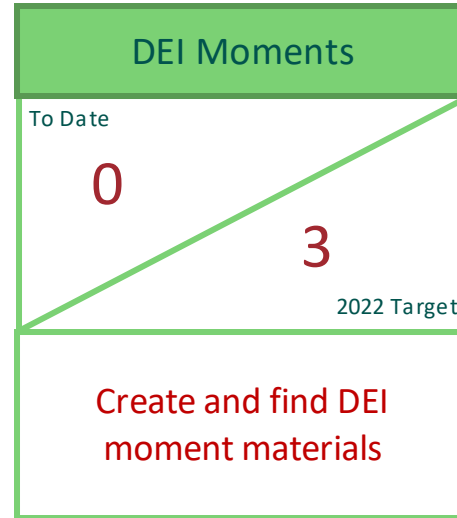 DEI Moments
To Date
0
3
2022 Target
Create and find DEI
moment materials